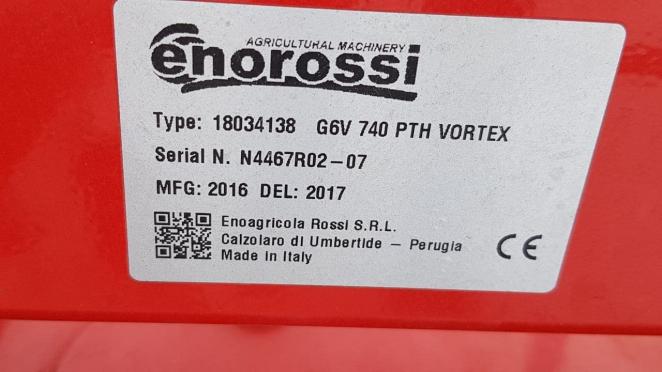 AGRICULTURAL MACHINERY
enorossi
Type: 18034138 G6V 740 PTH VORTEX
Serial N. N4467R02-07
MFG: 2016 DEL: 2017
Enoagricola Rossi S.R.L.
Calzolaro di Umbertide - Perugia
Made in Italy
CE